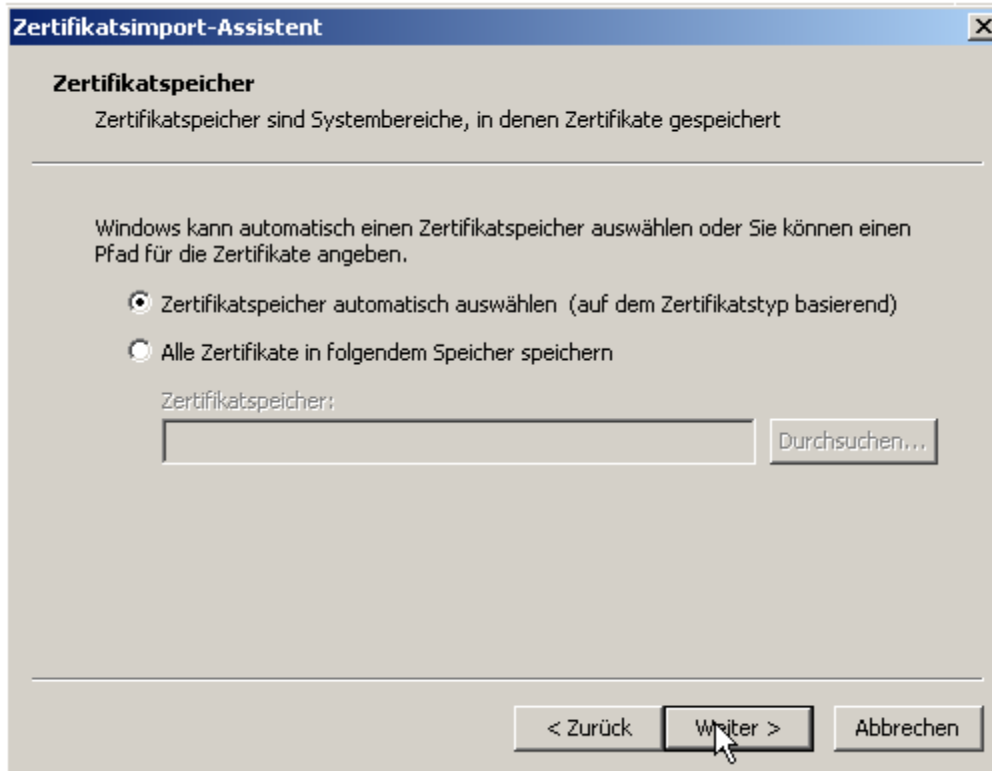 Zertifikatsimport-Assistent
Zertifikatspeicher
Zertifikatspeicher sind Systembereiche, in denen Zertifikate gespeichert
Windows kann automatisch einen Zertifikatspeicher auswählen oder Sie können einen
Pfad für die Zertifikate angeben.
Zertifikatspeicher automatisch auswählen (auf dem Zertifikatstyp basierend)
Alle Zertifikate in folgendem Speicher speichern
Zertifikatspeicher:
Durchsuchen...
< Zurück
Weiter >
Abbrechen